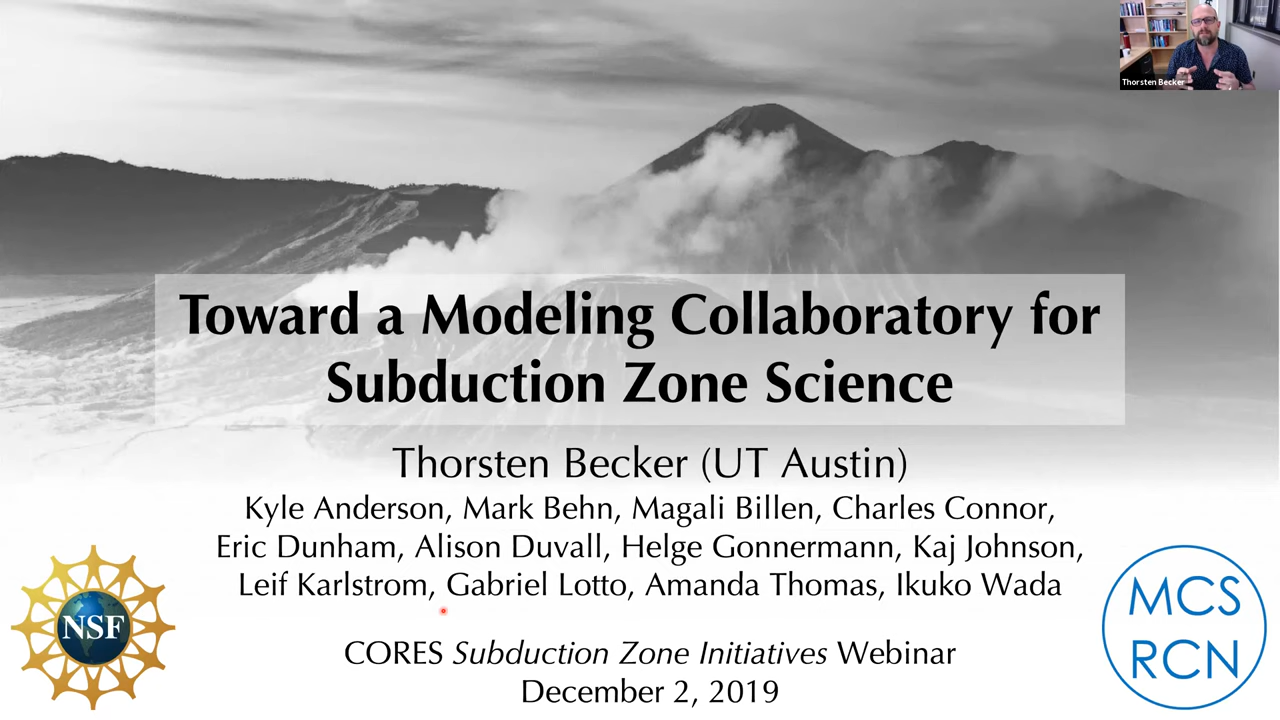 Thorsten Becker
Toward a Modeling Collaboratory for
Subduction Zone Science
Thorsten Becker (UT Austin)
Kyle Anderson, Mark Behn, Magali Billen, Charles Connor,
Eric Dunham, Alison Duvall, Helge Gonnermann, Kaj Johnson,
Leif Karlstrom, Gabriel Lotto, Amanda Thomas, Ikuko Wada
NSF
MCS
RCN
CORES Subduction Zone Initiatives Webinar
December 2, 2019